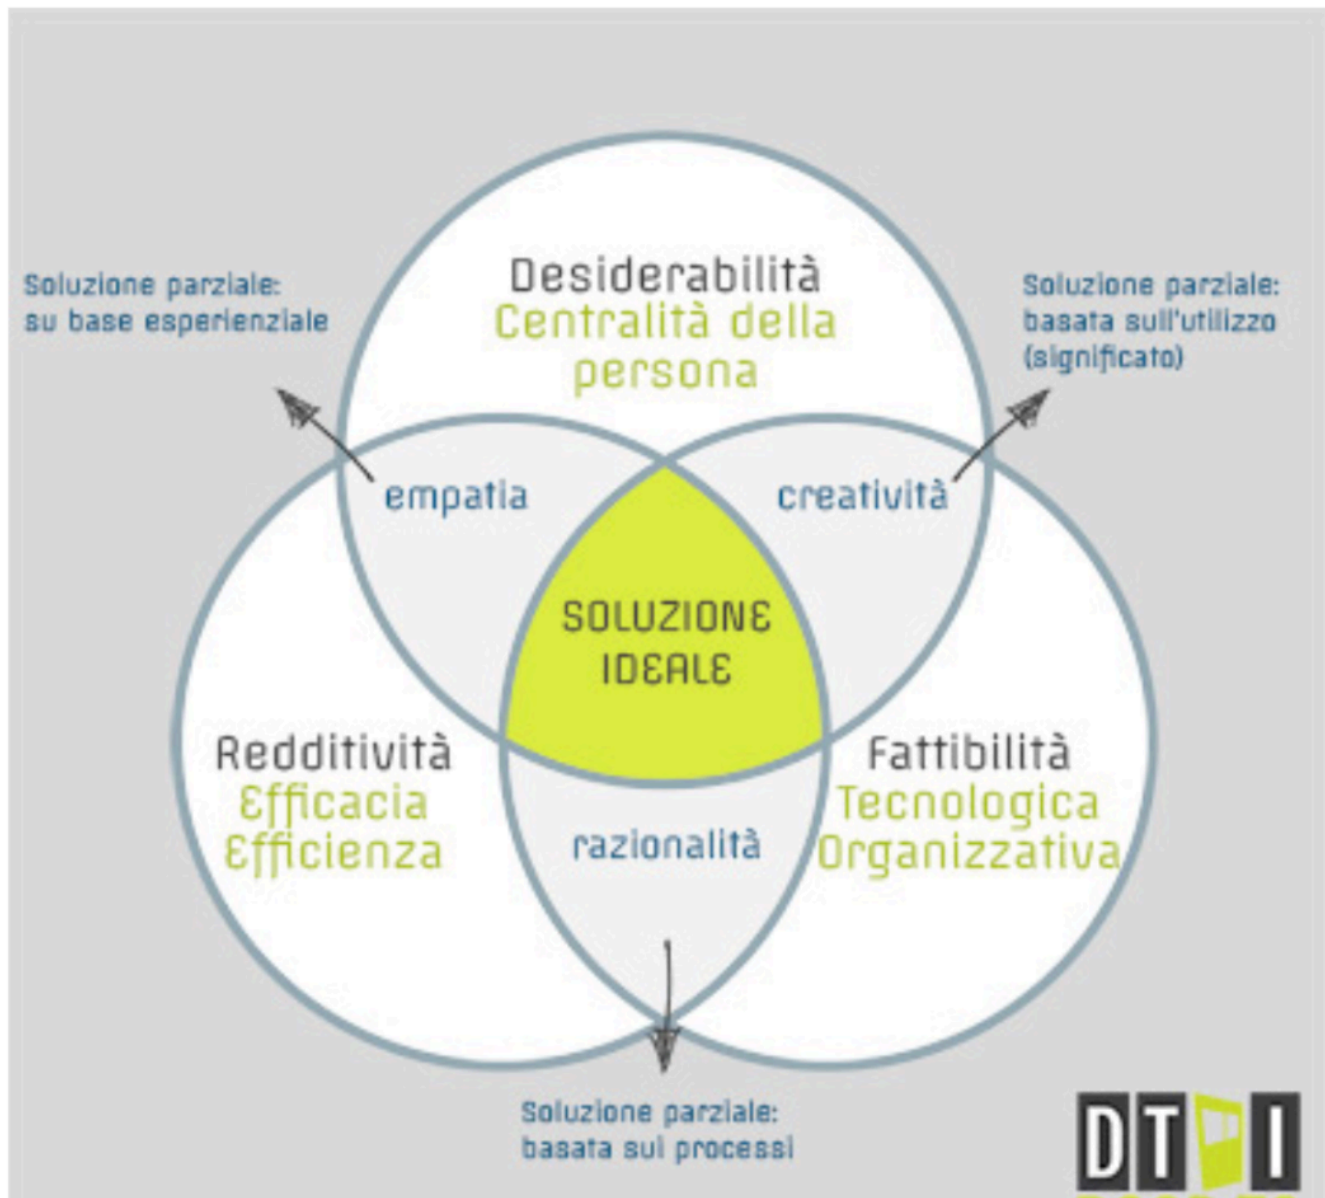 Desiderabilità
Centralità della
persona
Soluzione parziale:
su base esperienziale
Soluzione parziale:
basata sull'utilizzo
(significato)
empatia
creatività
SOLUZIONE
IDEALE
Redditività
Efficacia
Efficienza
Fattibilità
Tecnologica
Organizzativa
razionalità
Soluzione parziale:
basata sui processi
DT I